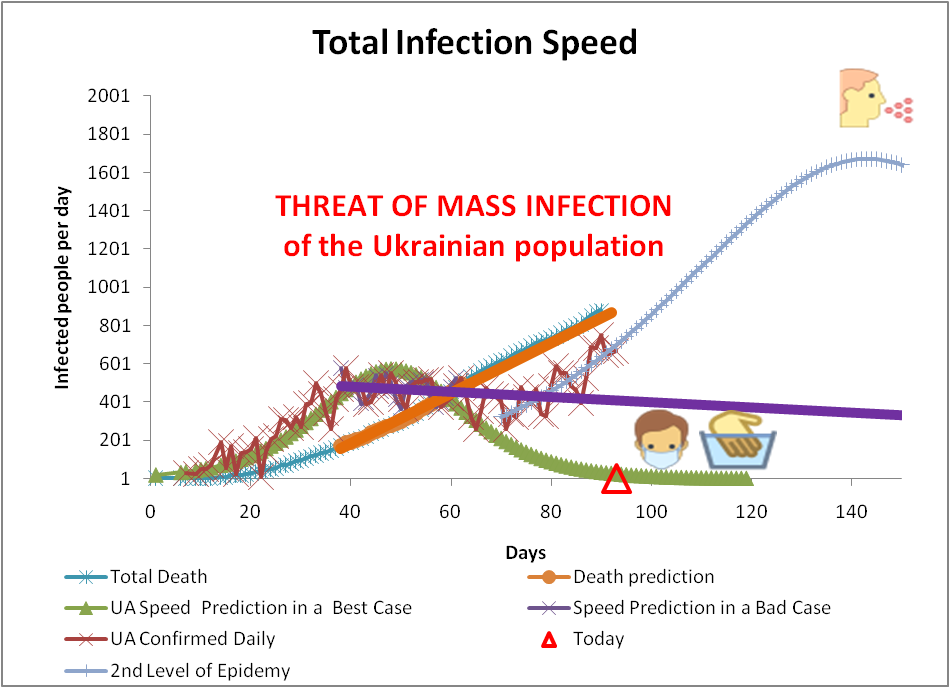 Total Infection Speed
2001
1801
1601
1401
1201
1001
801
601
401
201
1
Infected people per day
THREAT OF MASS INFECTION
of the Ukrainian population
0 20 40 60 80 100 120 140
Days
Total Death
Death prediction
UA Speed Prediction in a Best Case
Speed Prediction in a Bad Case
UA Confirmed Daily
Today
2nd Level of Epidemy